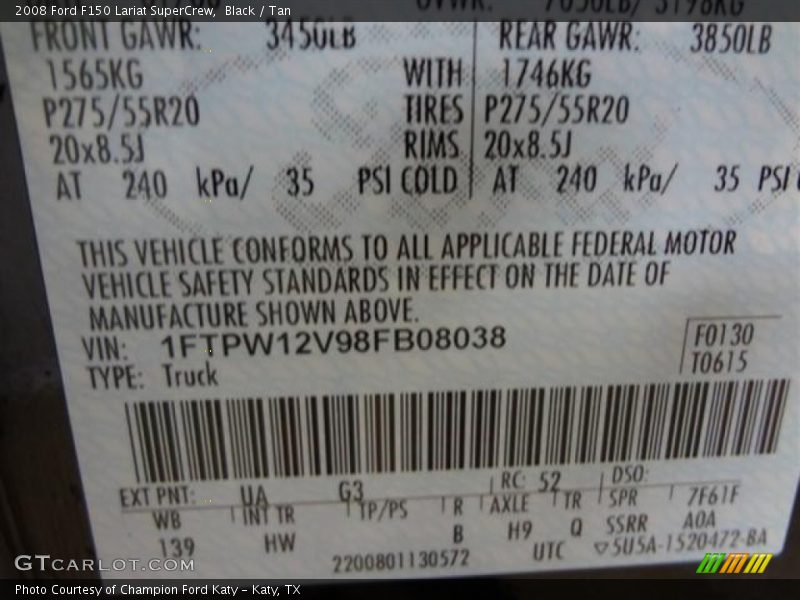 2008 Ford F150 Lariat SuperCrew, Black / Tan
GVWR: 7050LB/ 3198KG
FRONT GAWR: 3450LB REAR GAWR: 3850LB
1565KG WITH 1746KG
P275/55R20 TIRES P275/55R20
20x8.5J RIMS 20x8.5J
AT 240 kPa/ 35 PSI COLD AT 240 kPa/ 35 PSI
THIS VEHICLE CONFORMS TO ALL APPLICABLE FEDERAL MOTOR
VEHICLE SAFETY STANDARDS IN EFFECT ON THE DATE OF
MANUFACTURE SHOWN ABOVE.
VIN: 1FTPW12V98FB08038 F0130
TYPE: Truck T0615
EXT PNT: UA G3 RC: 52 DSO:
WB INT TR TP/PS R AXLE TR SPR 7F61F
139 HW B H9 Q SSRR A0A
2200801130572 UTC ▽5U5A-1520472-BA
GTCARLOT.COM
Photo Courtesy of Champion Ford Katy - Katy, TX